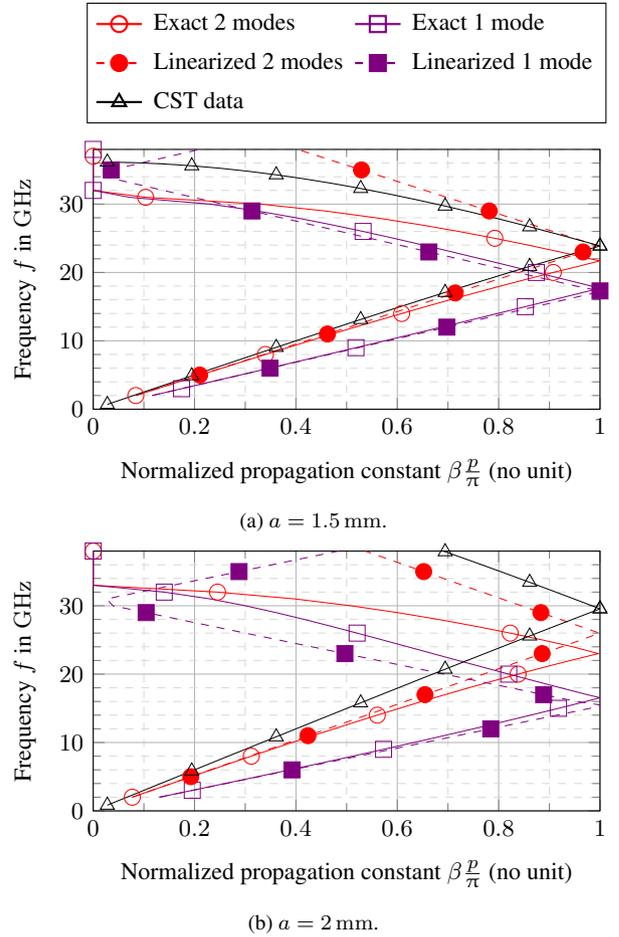 Exact 2 modes Exact 1 mode
Linearized 2 modes Linearized 1 mode
CST data
30
20
10
0
0 0.2 0.4 0.6 0.8 1
Frequency f in GHz
Normalized propagation constant β p/π (no unit)
(a) a = 1.5 mm.
30
20
10
0
0 0.2 0.4 0.6 0.8 1
Frequency f in GHz
Normalized propagation constant β p/π (no unit)
(b) a = 2 mm.